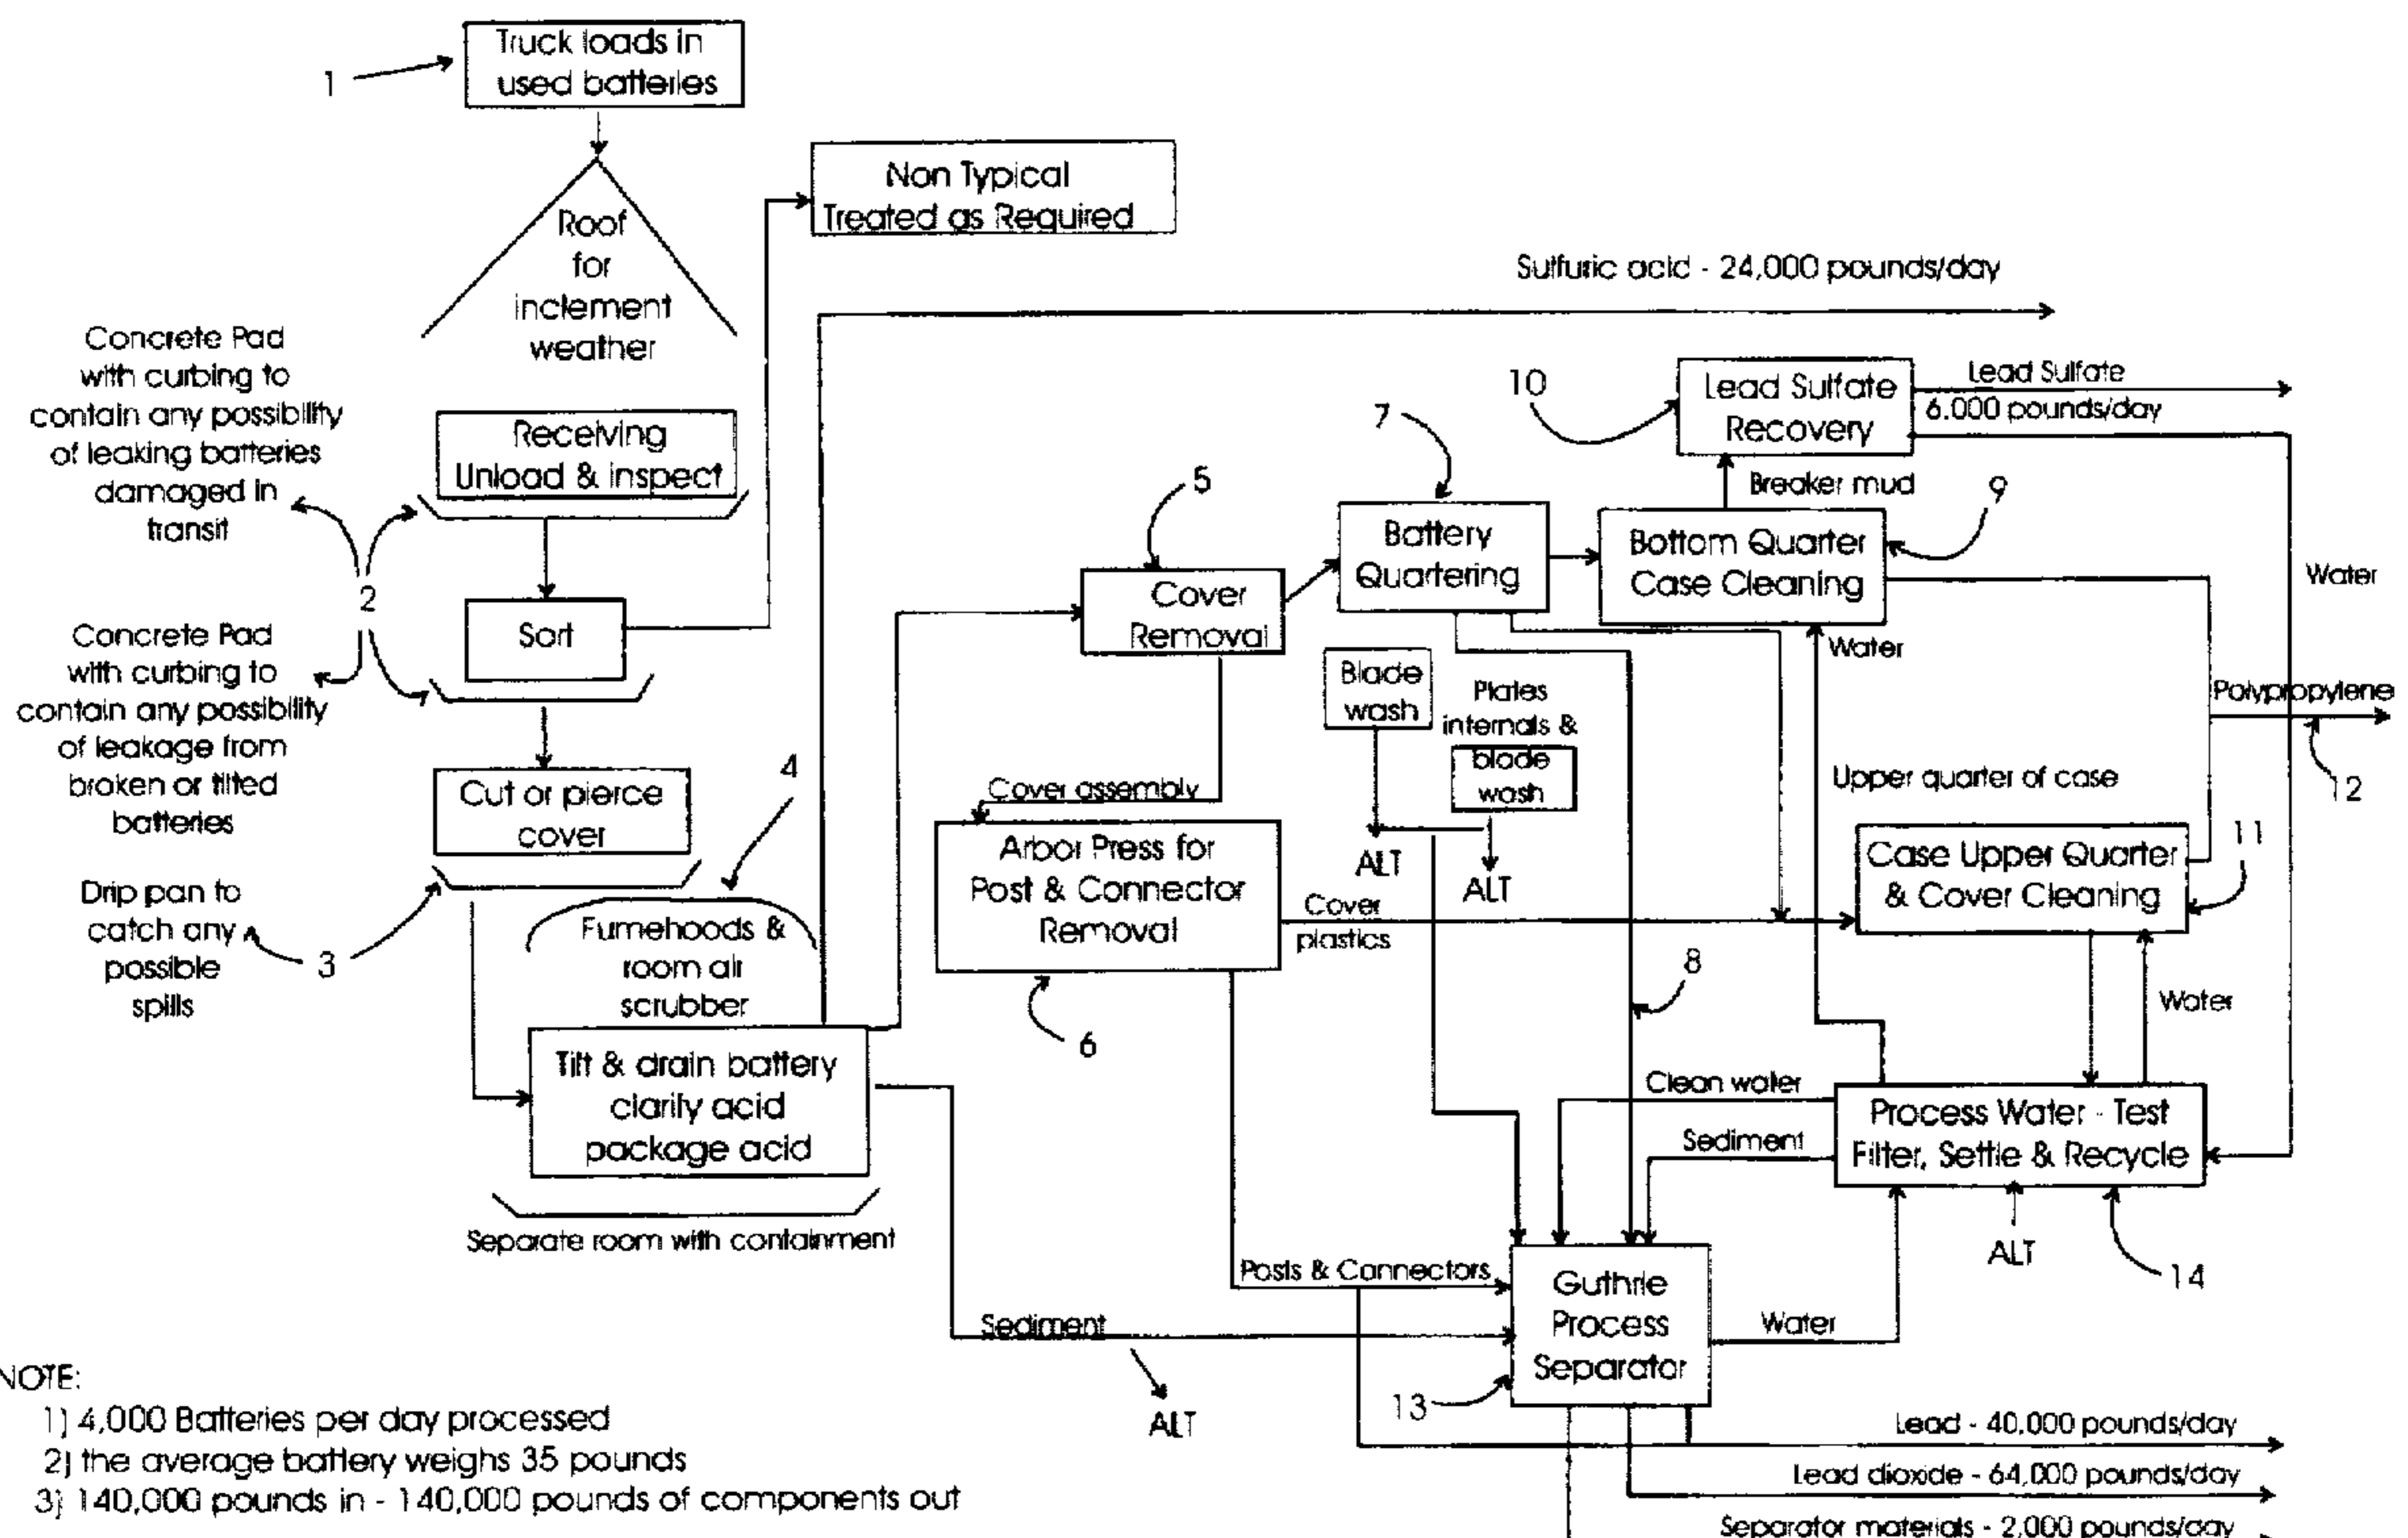 1
Truck loads in
used batteries
Roof
for
inclement
weather
Non Typical
Treated as Required
Sulfuric acid - 24,000 pounds/day
Concrete Pad
with curbing to
contain any possibility
of leaking batteries
damaged in
transit
Receiving
Unload & inspect
2
Sort
Concrete Pad
with curbing to
contain any possibility
of leakage from
broken or tilted
batteries
Cut or pierce
cover
Drip pan to
catch any
possible
spills
3
4
Fumehoods &
room air
scrubber
Tilt & drain battery
clarify acid
package acid
Separate room with containment
5
Cover
Removal
Cover assembly
Arbor Press for
Post & Connector
Removal
6
7
Battery
Quartering
Blade
wash
Plates
internals &
blade
wash
ALT
ALT
Cover
plastics
8
10
Lead Sulfate
Recovery
Lead Sulfate
6.000 pounds/day
Breaker mud
9
Bottom Quarter
Case Cleaning
Water
Water
Polypropylene
12
Upper quarter of case
Case Upper Quarter
& Cover Cleaning
11
Water
Clean water
Sediment
Process Water - Test
Filter, Settle & Recycle
ALT
14
Posts & Connectors
Sediment
ALT
Guthrie
Process
Separator
13
Water
Lead - 40,000 pounds/day
Lead dioxide - 64,000 pounds/day
Separator materials - 2,000 pounds/day
NOTE:
1) 4,000 Batteries per day processed
2) the average battery weighs 35 pounds
3) 140,000 pounds in - 140,000 pounds of components out